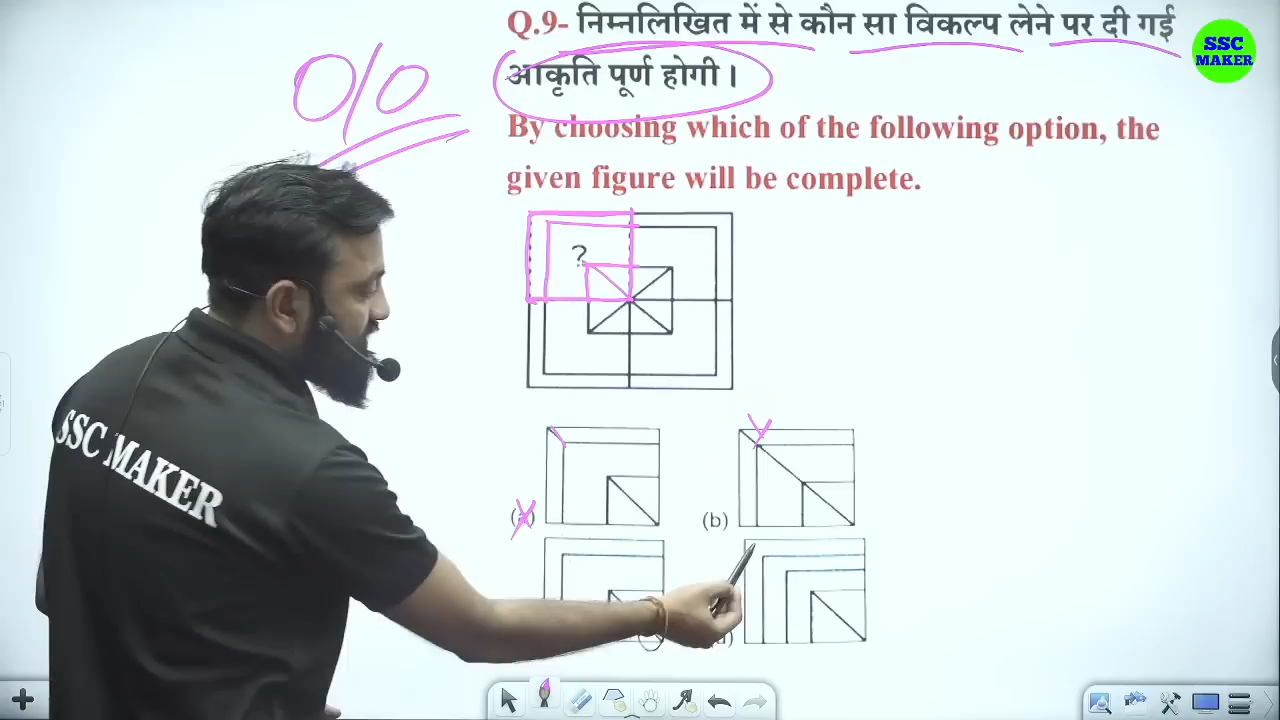 Q.9- निम्नलिखित में से कौन सा विकल्प लेने पर दी गई
आकृति पूर्ण होगी।
By choosing which of the following option, the
given figure will be complete.
SSC
MAKER
?
(a)
(b)
SSC MAKER